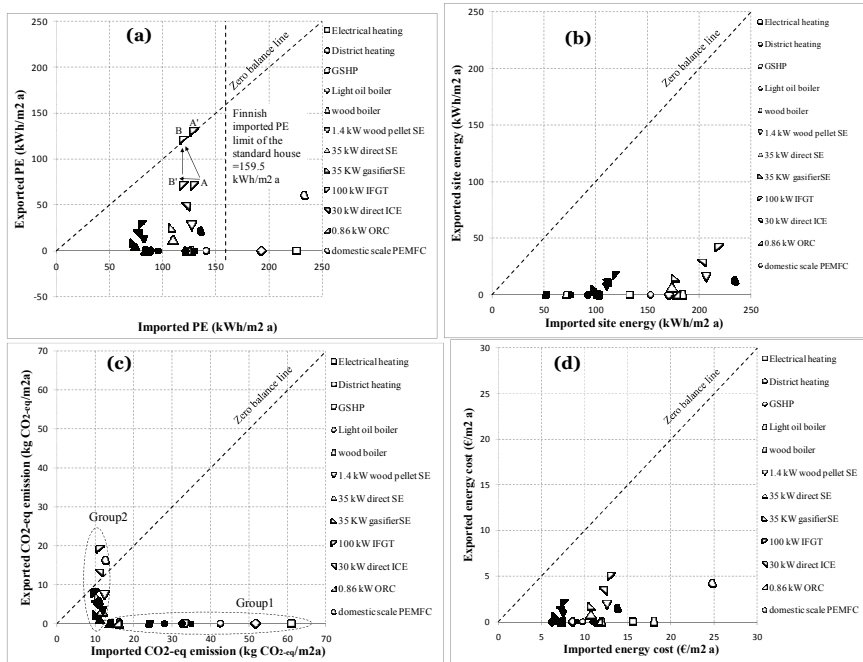 (a)
250
200
150
100
50
0
-50
0
50
100
150
200
250
Exported PE (kWh/m2 a)
Imported PE (kWh/m2 a)
Zero balance line
A'
B
B'
A
Finnish
imported PE
limit of the
standard house
=159.5
kWh/m2 a
Electrical heating
District heating
GSHP
Light oil boiler
wood boiler
1.4 kW wood pellet SE
35 kW direct SE
35 KW gasifierSE
100 kW IFGT
30 kW direct ICE
0.86 kW ORC
domestic scale PEMFC
(b)
250
200
150
100
50
0
0
50
100
150
200
250
Exported site energy (kWh/m2 a)
Imported site energy (kWh/m2 a)
Zero balance line
Electrical heating
District heating
GSHP
Light oil boiler
wood boiler
1.4 kW wood pellet SE
35 kW direct SE
35 KW gasifierSE
100 kW IFGT
30 kW direct ICE
0.86 kW ORC
domestic scale PEMFC
(c)
70
60
50
40
30
20
10
0
0
10
20
30
40
50
60
70
Exported CO2-eq emission (kg CO2-eq/m2a)
Imported CO2-eq emission (kg CO2-eq/m2a)
Zero balance line
Group2
Group1
Electrical heating
District heating
GSHP
Light oil boiler
wood boiler
1.4 kW wood pellet SE
35 kW direct SE
35 KW gasifierSE
100 kW IFGT
30 kW direct ICE
0.86 kW ORC
domestic scale PEMFC
(d)
30
25
20
15
10
5
0
0
5
10
15
20
25
30
Exported energy cost (€/m2 a)
Imported energy cost (€/m2 a)
Zero balance line
Electrical heating
District heating
GSHP
Light oil boiler
wood boiler
1.4 kW wood pellet SE
35 kW direct SE
35 KW gasifierSE
100 kW IFGT
30 kW direct ICE
0.86 kW ORC
domestic scale PEMFC